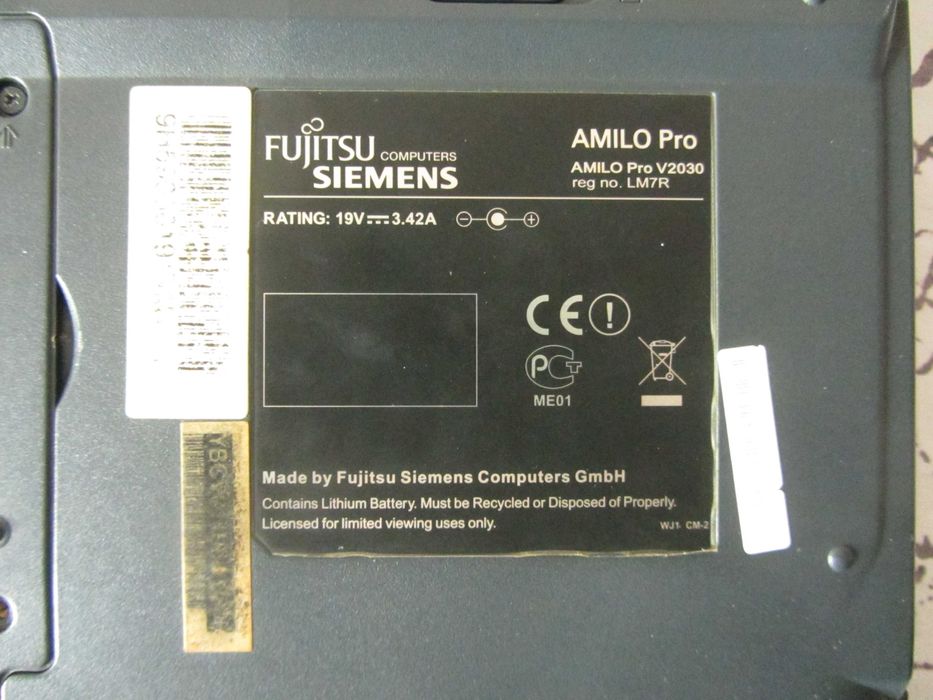 FUJITSU COMPUTERS
SIEMENS
AMILO Pro
AMILO Pro V2030
reg no. LM7R
RATING: 19V 3.42A
CE
ME01
Made by Fujitsu Siemens Computers GmbH
Contains Lithium Battery. Must be Recycled or Disposed of Properly.
Licensed for limited viewing uses only.
WJ1 CM-2